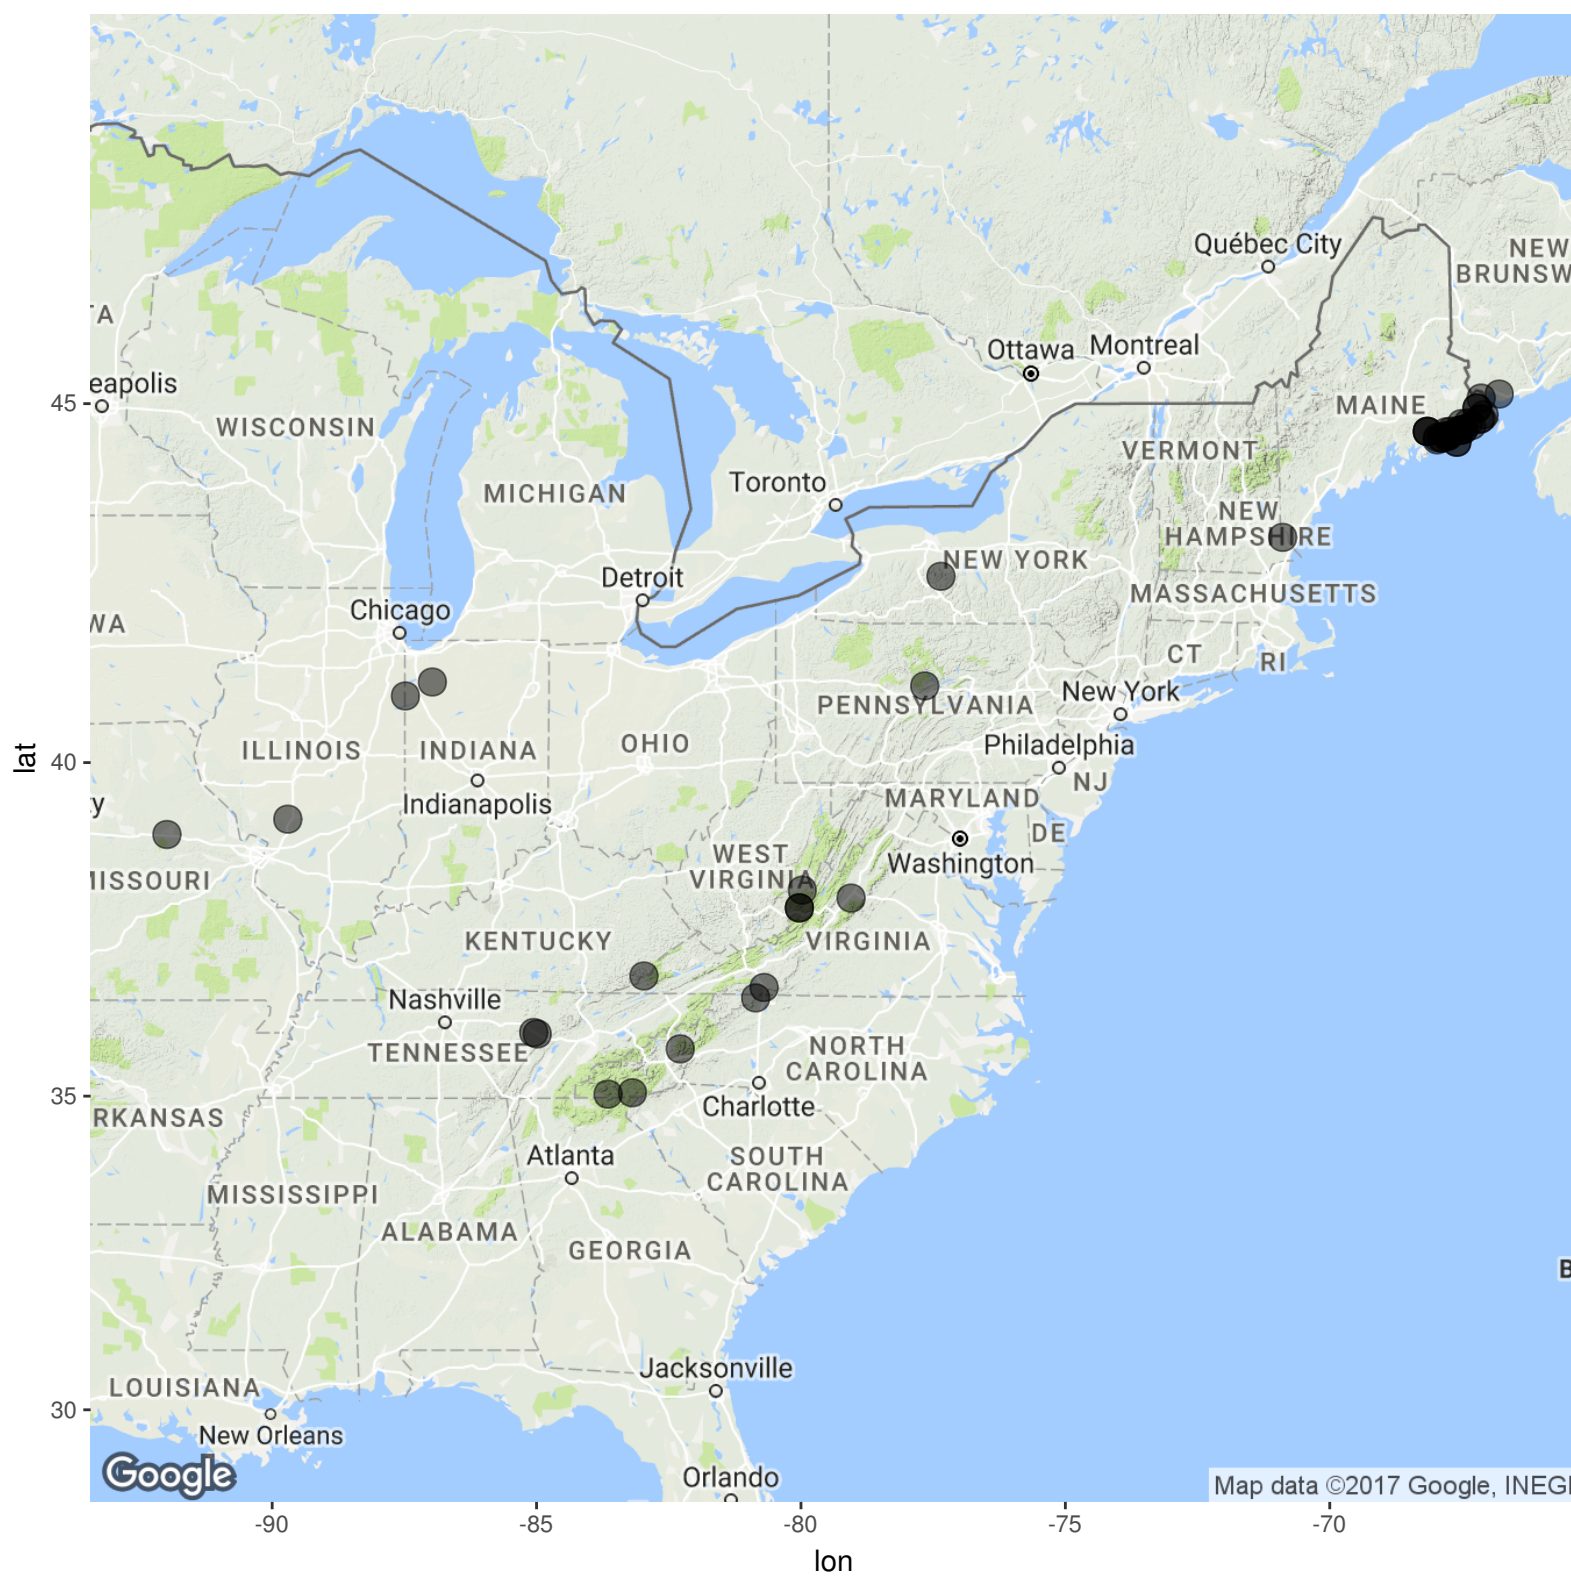 Québec City
NEW
BRUNSW
TA
Ottawa
Montreal
eapolis
45
MAINE
WISCONSIN
VERMONT
Toronto
MICHIGAN
NEW
HAMPSHIRE
NEW YORK
Detroit
MASSACHUSETTS
Chicago
WA
CT
RI
New York
PENNSYLVANIA
ILLINOIS
INDIANA
OHIO
Philadelphia
lat
40
NJ
Indianapolis
MARYLAND
ty
DE
WEST
VIRGINIA
Washington
MISSOURI
KENTUCKY
VIRGINIA
Nashville
TENNESSEE
NORTH
CAROLINA
35
Charlotte
RKANSAS
Atlanta
SOUTH
CAROLINA
MISSISSIPPI
ALABAMA
GEORGIA
B
Jacksonville
LOUISIANA
30
New Orleans
Google
Orlando
Map data ©2017 Google, INEGI
-90
-85
-80
-75
-70
lon